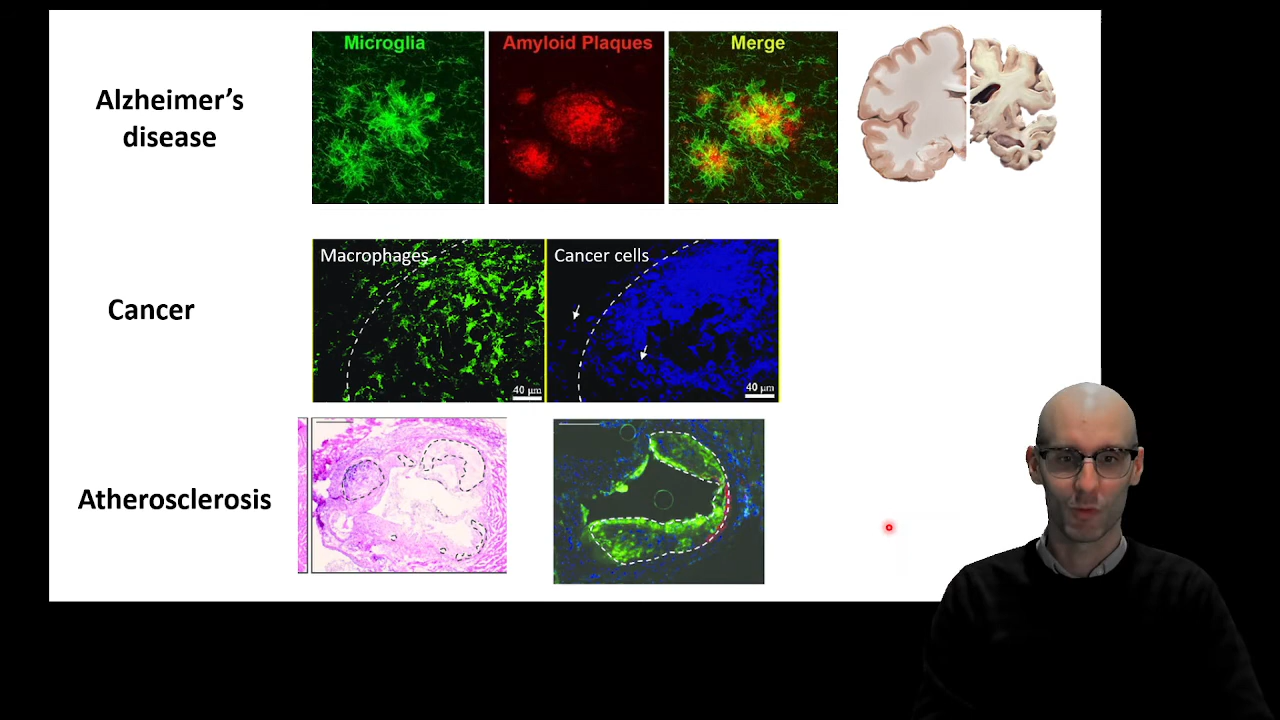 Microglia
Amyloid Plaques
Merge
Alzheimer’s
disease
Macrophages
Cancer cells
Cancer
40 µm
40 µm
Atherosclerosis